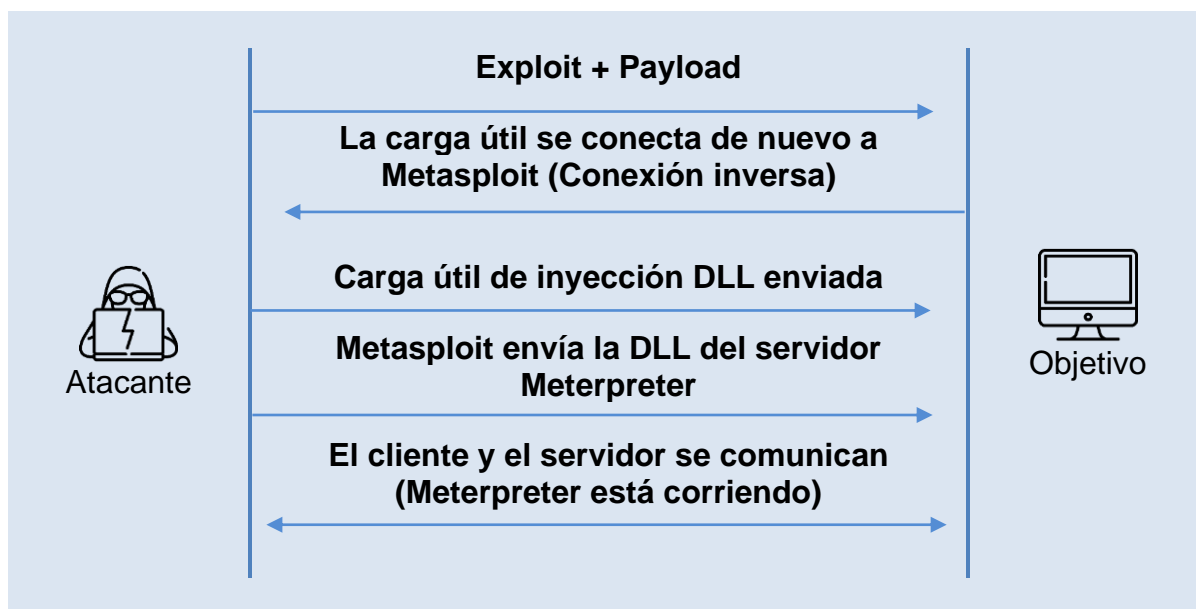 Exploit + Payload
La carga útil se conecta de nuevo a
Metasploit (Conexión inversa)
Carga útil de inyección DLL enviada
Metasploit envía la DLL del servidor
Meterpreter
El cliente y el servidor se comunican
(Meterpreter está corriendo)
Atacante
Objetivo